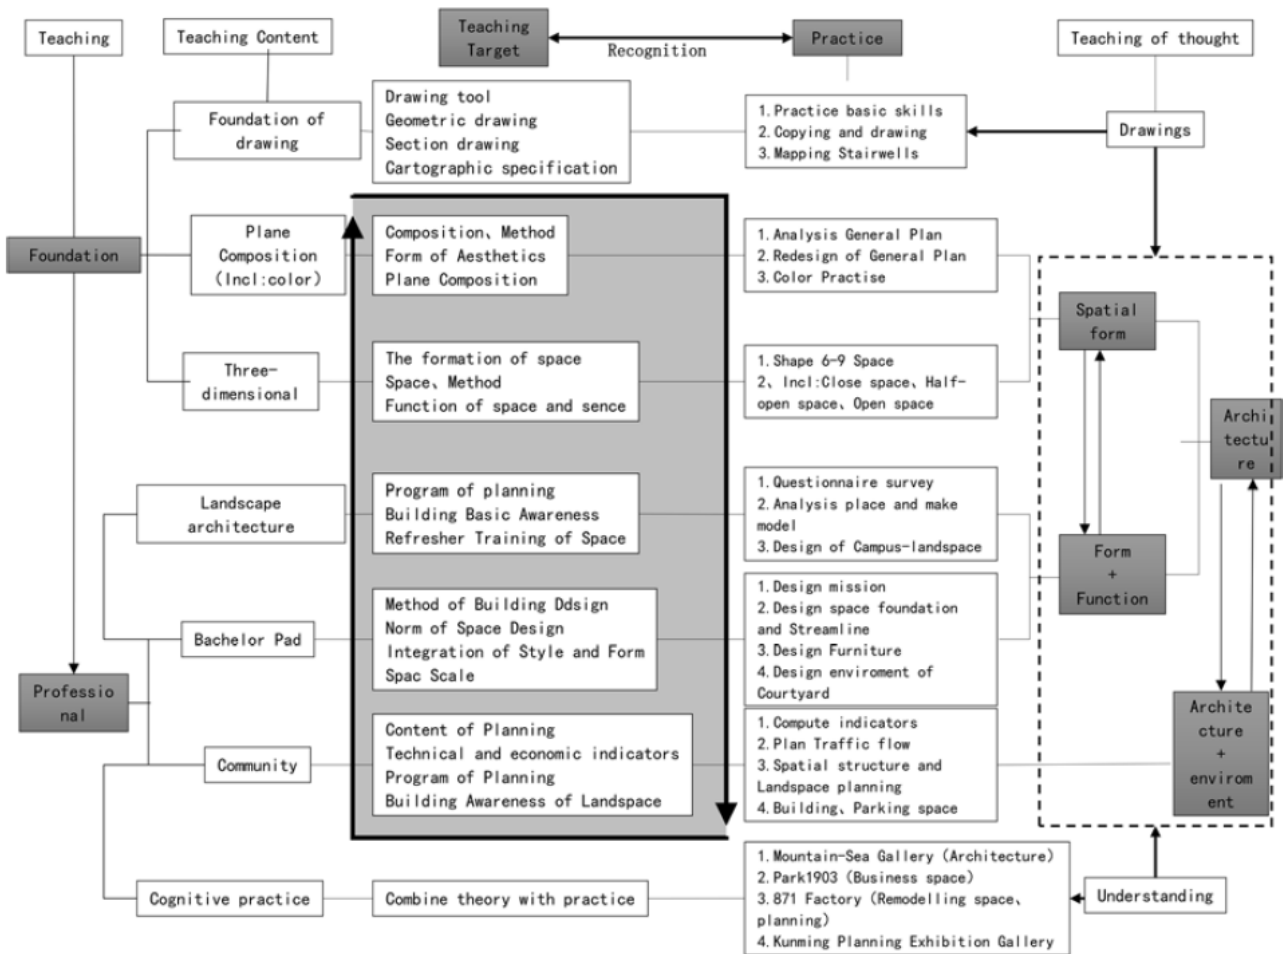 Teaching
Teaching Content
Teaching
Target
Recognition
Practice
Teaching of thought
Foundation of
drawing
Drawing tool
Geometric drawing
Section drawing
Cartographic specification
1. Practice basic skills
2. Copying and drawing
3. Mapping Stairwells
Drawings
Foundation
Plane
Composition
(Incl:color)
Composition、Method
Form of Aesthetics
Plane Composition
1. Analysis General Plan
2. Redesign of General Plan
3. Color Practise
Spatial
form
Three-
dimensional
The formation of space
Space、Method
Function of space and sence
1. Shape 6-9 Space
2、Incl:Close space、Half-
open space、Open space
Archi
tectu
re
Landscape
architecture
Program of planning
Building Basic Awareness
Refresher Training of Space
1. Questionnaire survey
2. Analysis place and make
model
3. Design of Campus-landspace
Form
+
Function
Bachelor Pad
Method of Building Ddsign
Norm of Space Design
Integration of Style and Form
Spac Scale
1. Design mission
2. Design space foundation
and Streamline
3. Design Furniture
4. Design enviroment of
Courtyard
Professio
nal
Community
Content of Planning
Technical and economic indicators
Program of Planning
Building Awareness of Landspace
1. Compute indicators
2. Plan Traffic flow
3. Spatial structure and
Landspace planning
4. Building、Parking space
Archite
cture +
envirom
ent
Cognitive practice
Combine theory with practice
1. Mountain-Sea Gallery (Architecture)
2. Park1903 (Business space)
3. 871 Factory (Remodelling space、
planning)
4. Kunming Planning Exhibition Gallery
Understanding